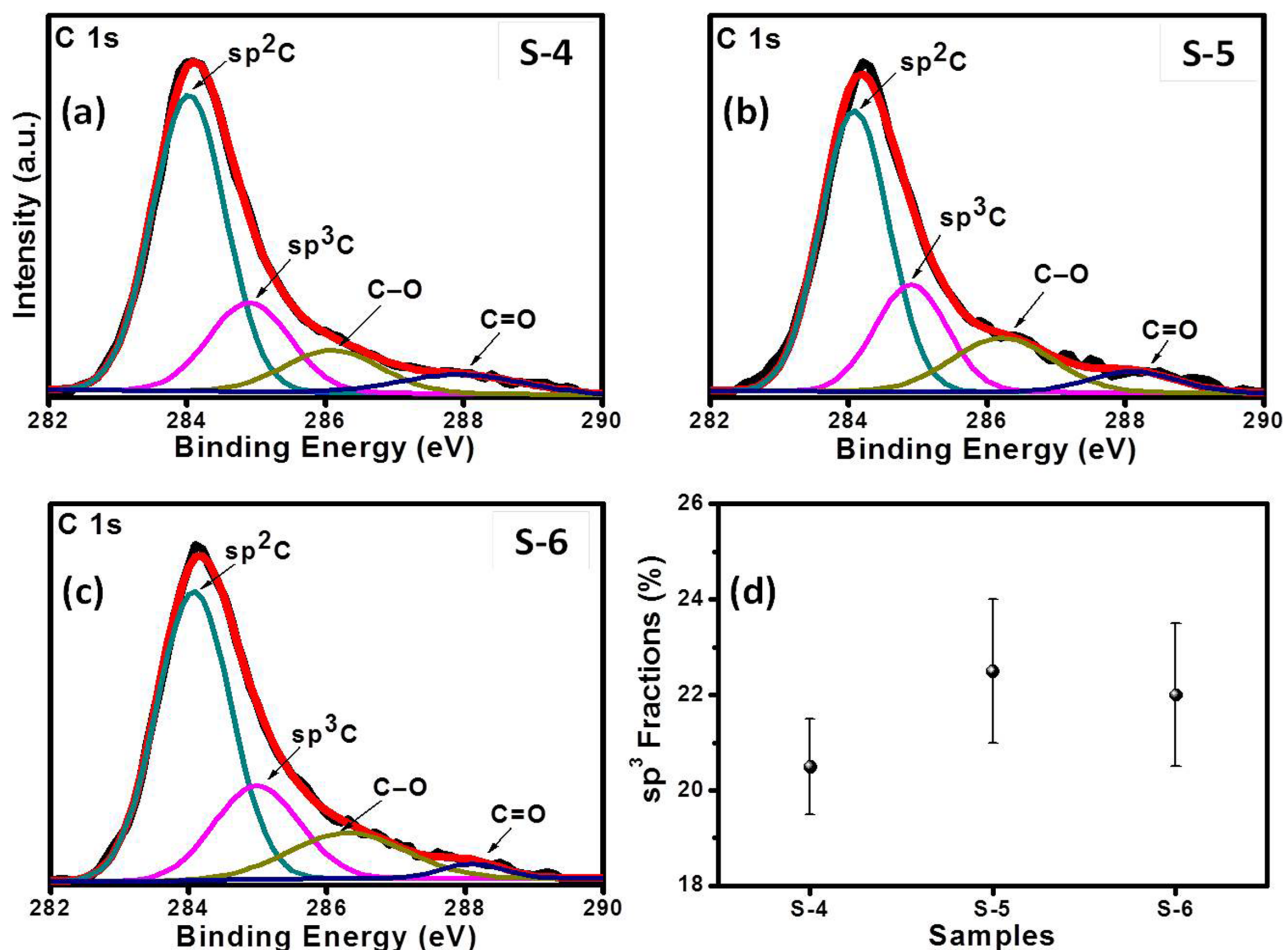 C 1s
S-4
sp²C
(a)
sp³C
C–O
C=O
Intensity (a.u.)
282 284 286 288 290
Binding Energy (eV)
C 1s
S-5
sp²C
(b)
sp³C
C–O
C=O
282 284 286 288 290
Binding Energy (eV)
C 1s
S-6
sp²C
(c)
sp³C
C–O
C=O
282 284 286 288 290
Binding Energy (eV)
26
24
22
20
18
sp³ Fractions (%)
(d)
S-4 S-5 S-6
Samples